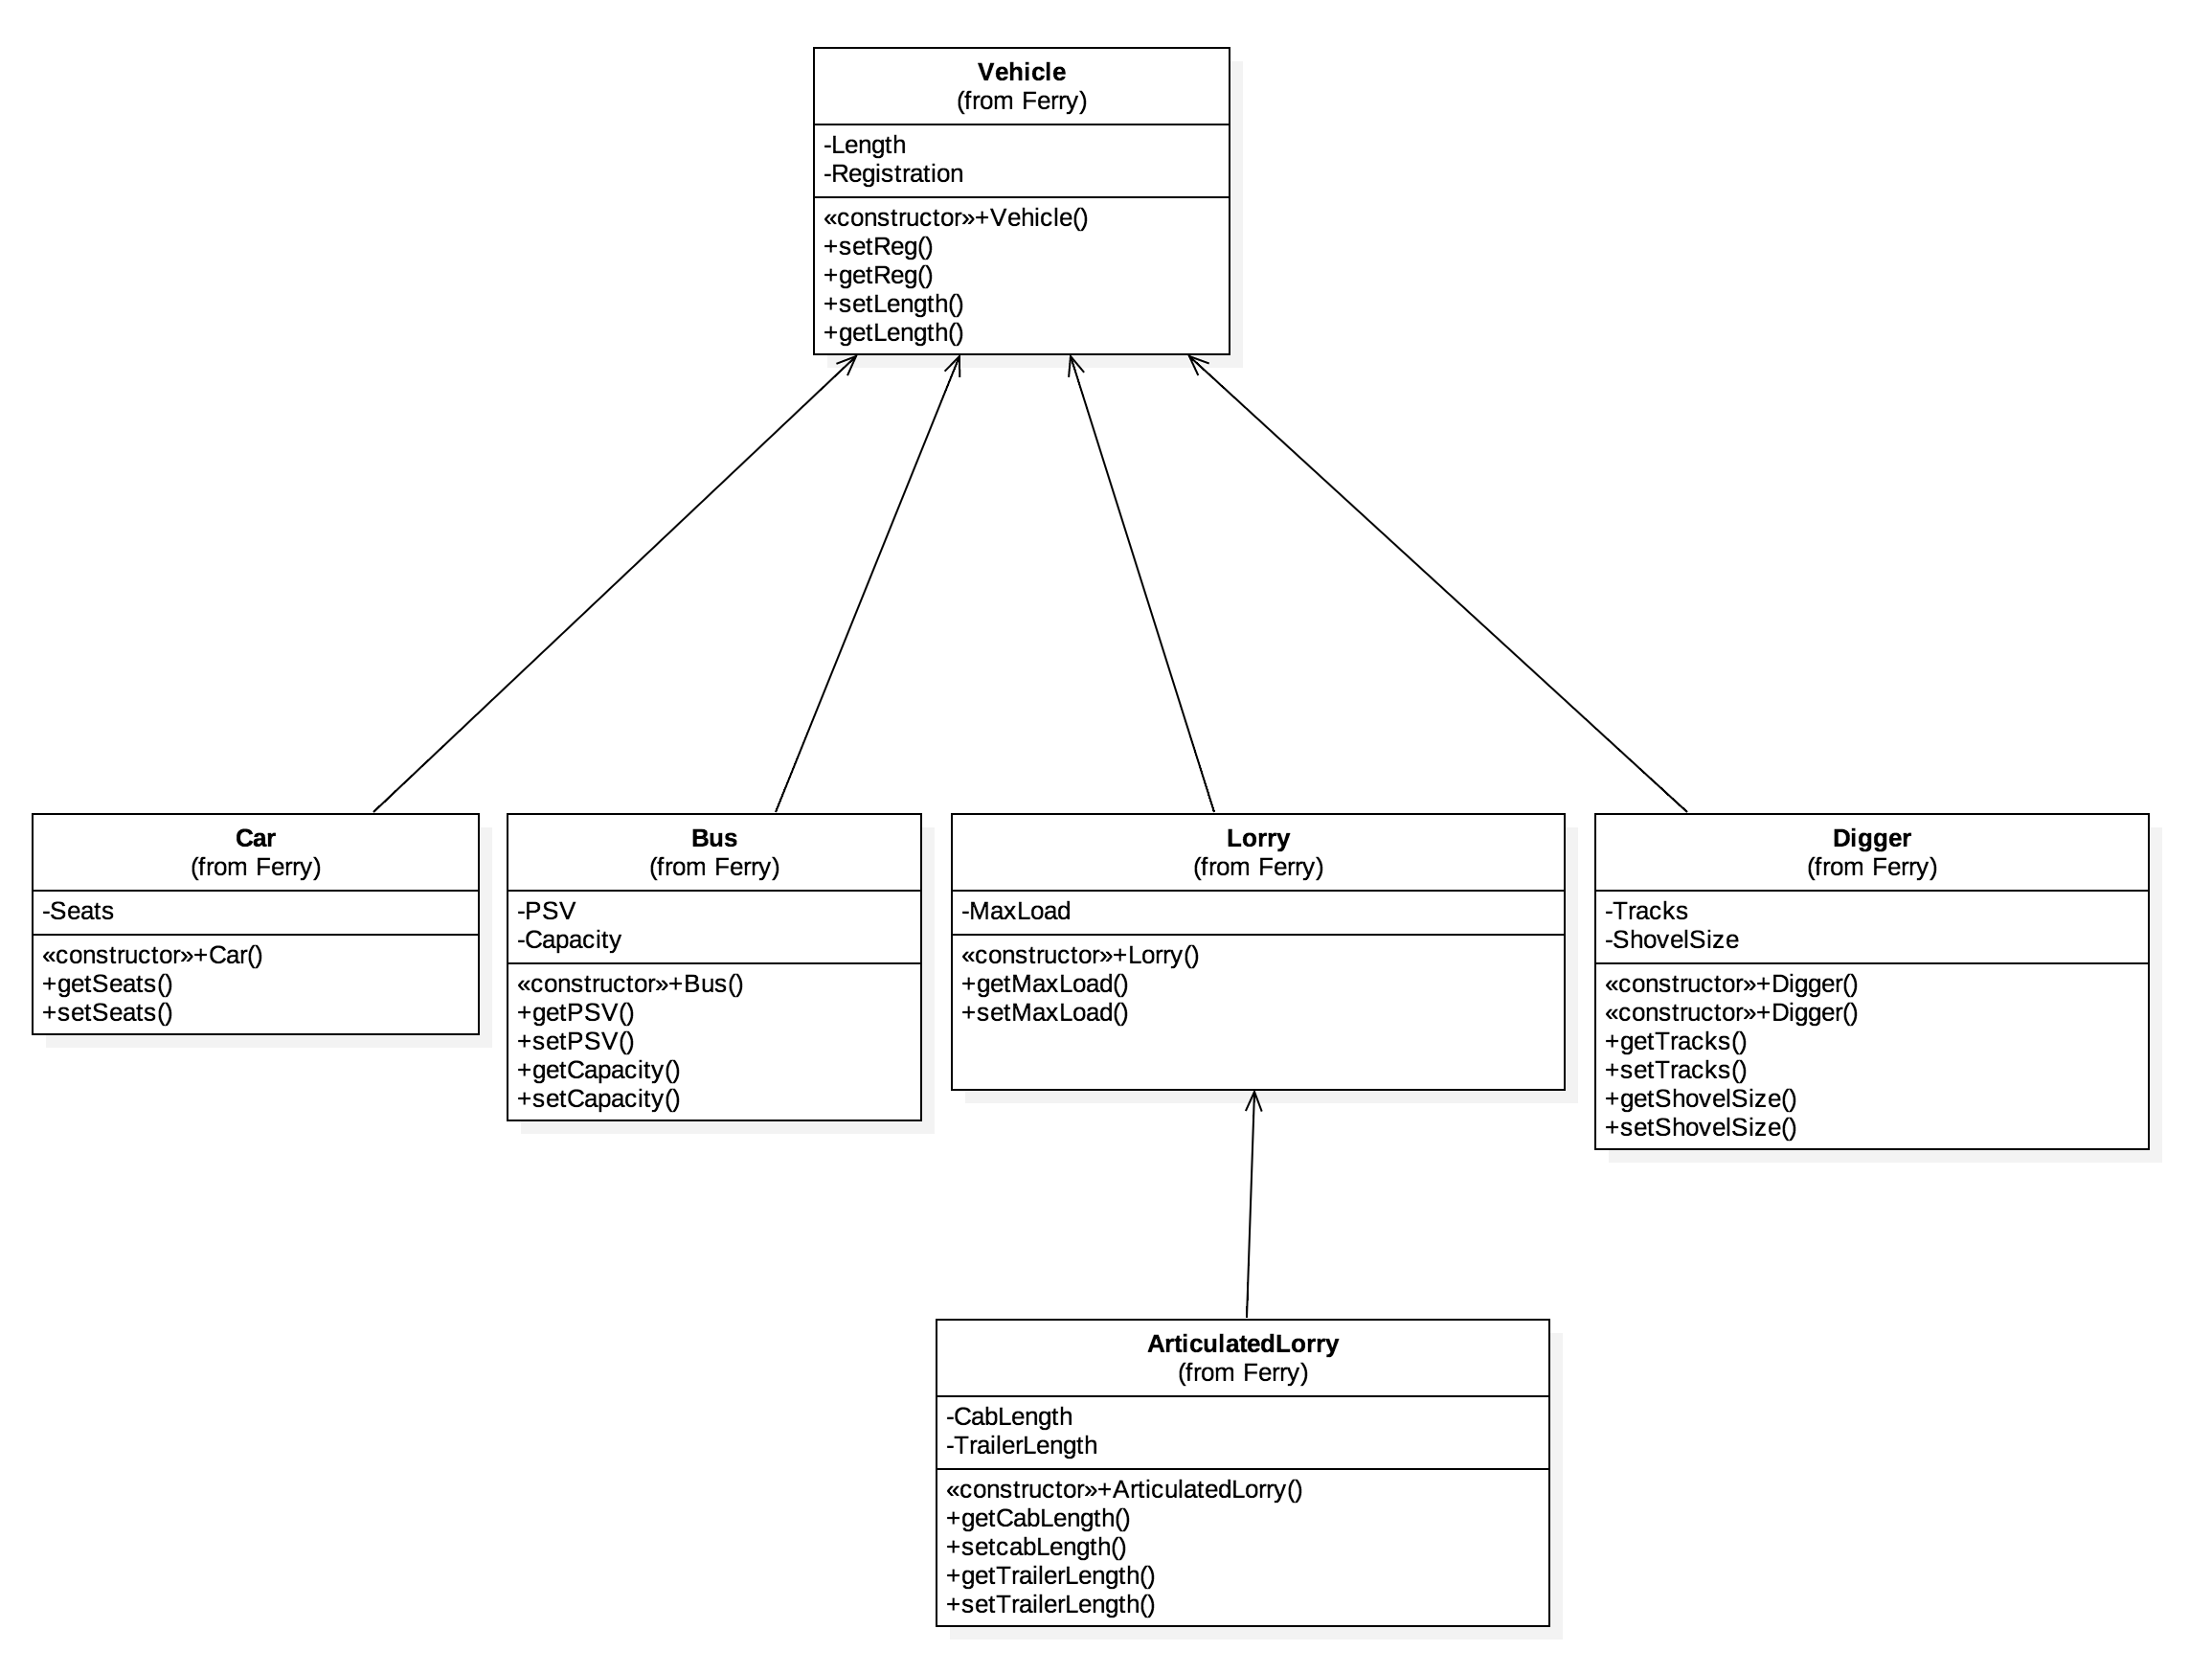 Vehicle
(from Ferry)
-Length
-Registration
«constructor»+Vehicle()
+setReg()
+getReg()
+setLength()
+getLength()
Car
(from Ferry)
-Seats
«constructor»+Car()
+getSeats()
+setSeats()
Bus
(from Ferry)
-PSV
-Capacity
«constructor»+Bus()
+getPSV()
+setPSV()
+getCapacity()
+setCapacity()
Lorry
(from Ferry)
-MaxLoad
«constructor»+Lorry()
+getMaxLoad()
+setMaxLoad()
Digger
(from Ferry)
-Tracks
-ShovelSize
«constructor»+Digger()
«constructor»+Digger()
+getTracks()
+setTracks()
+getShovelSize()
+setShovelSize()
ArticulatedLorry
(from Ferry)
-CabLength
-TrailerLength
«constructor»+ArticulatedLorry()
+getCabLength()
+setcabLength()
+getTrailerLength()
+setTrailerLength()